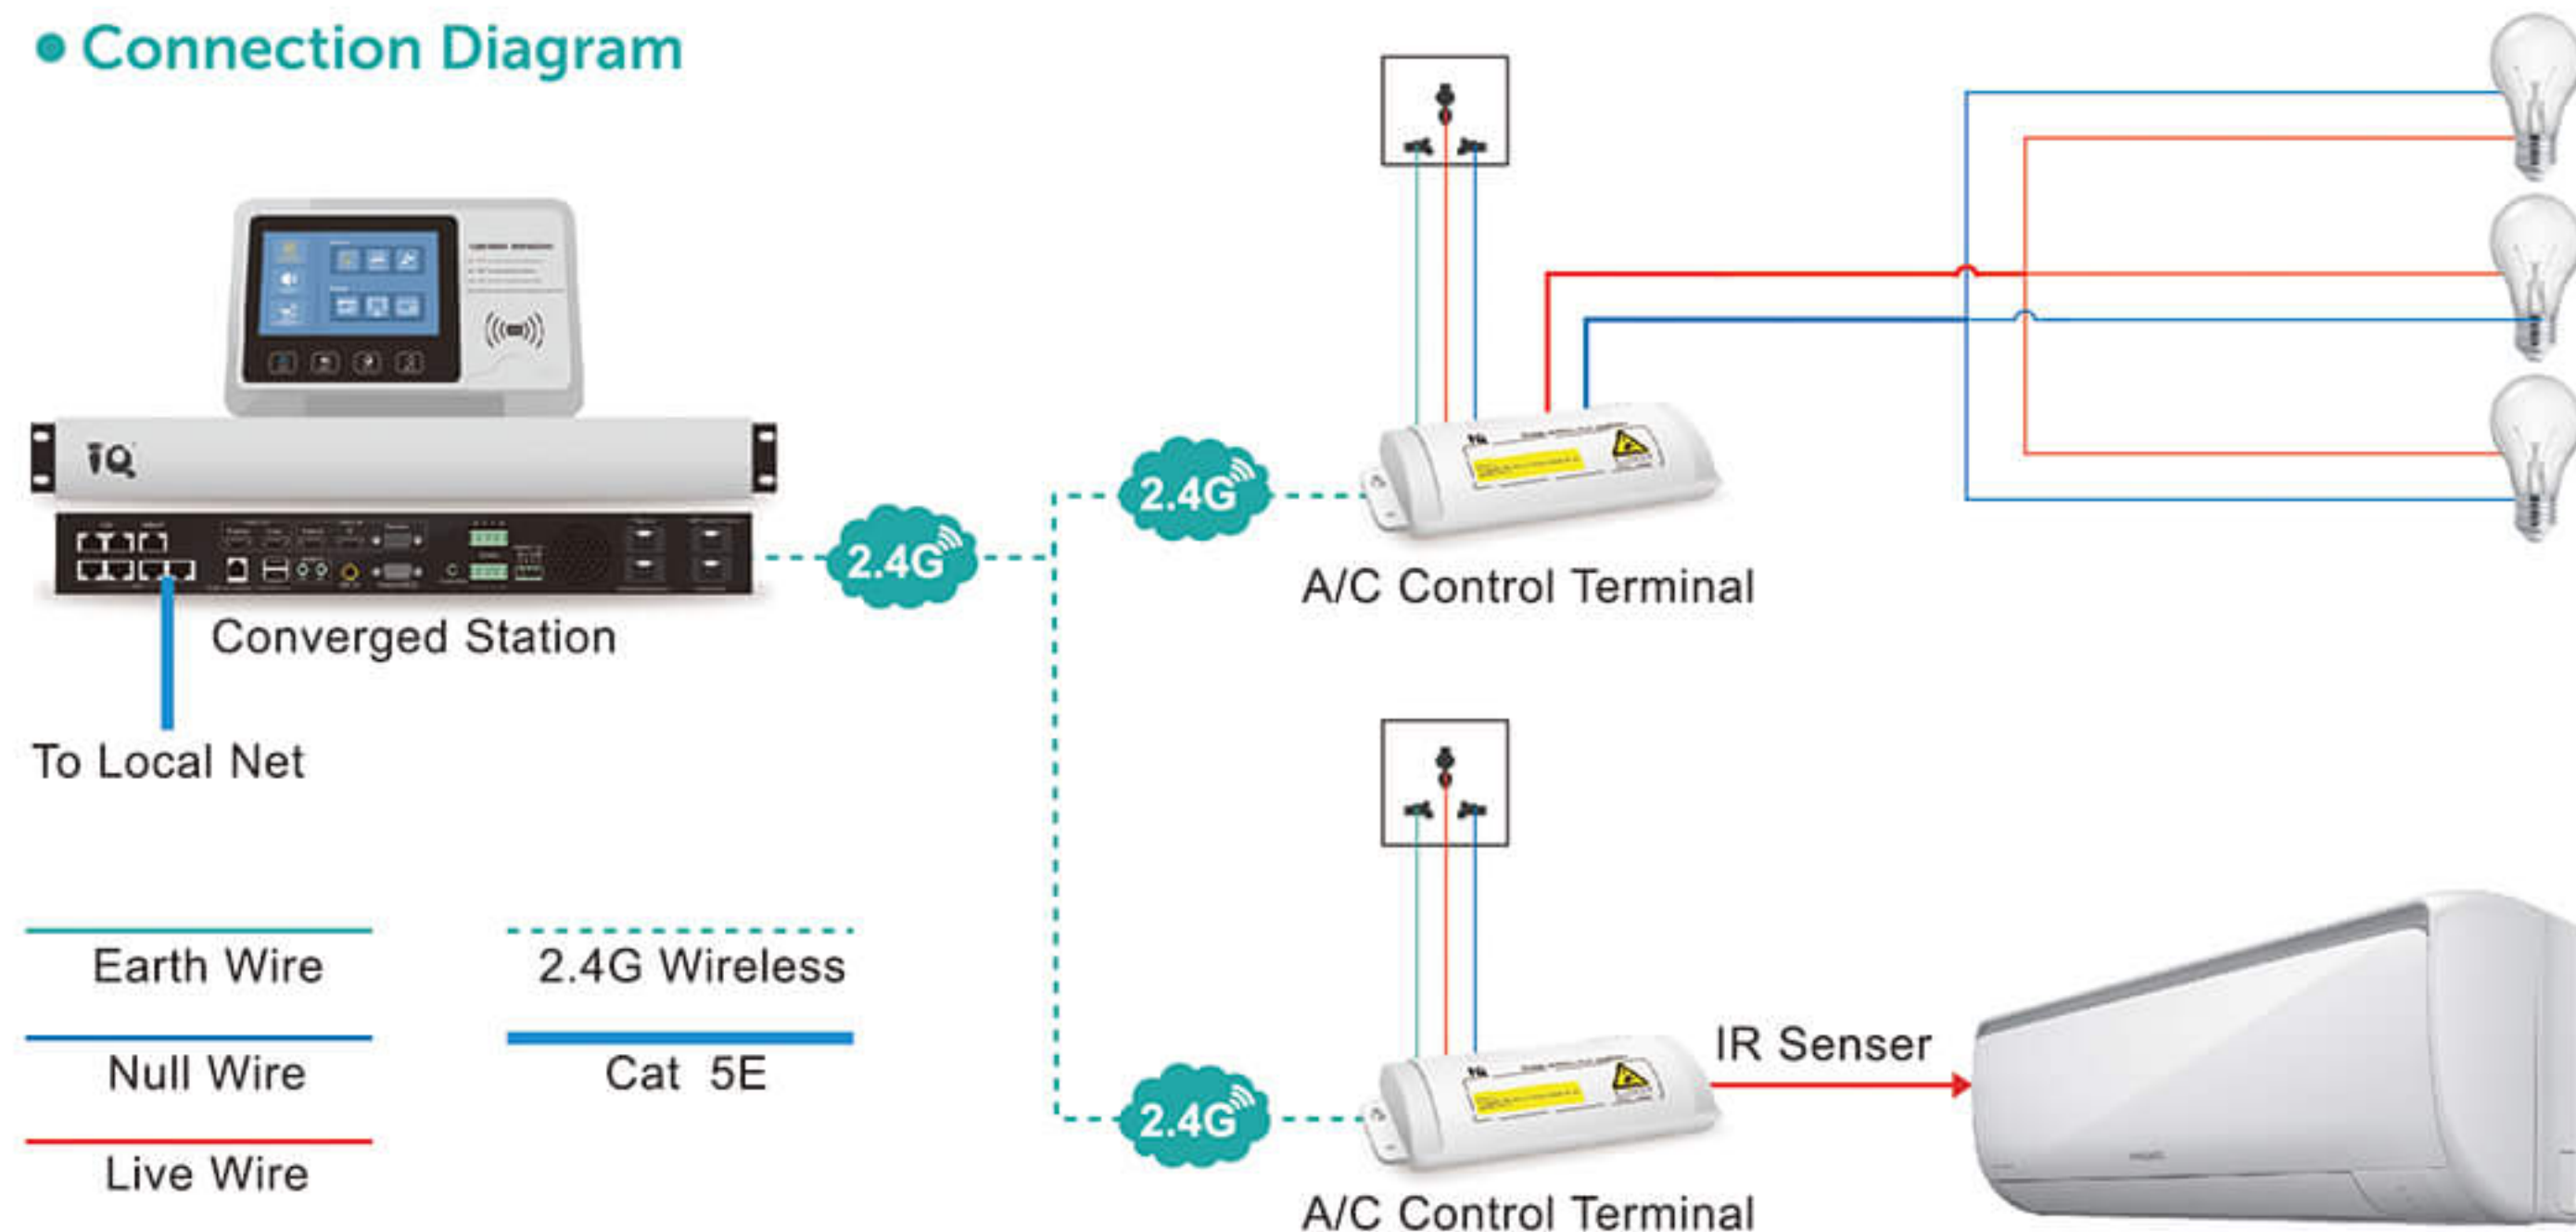 Connection Diagram
iQ
2.4G
2.4G
A/C Control Terminal
Converged Station
To Local Net
Earth Wire
2.4G Wireless
Null Wire
Cat 5E
Live Wire
IR Senser
2.4G
A/C Control Terminal